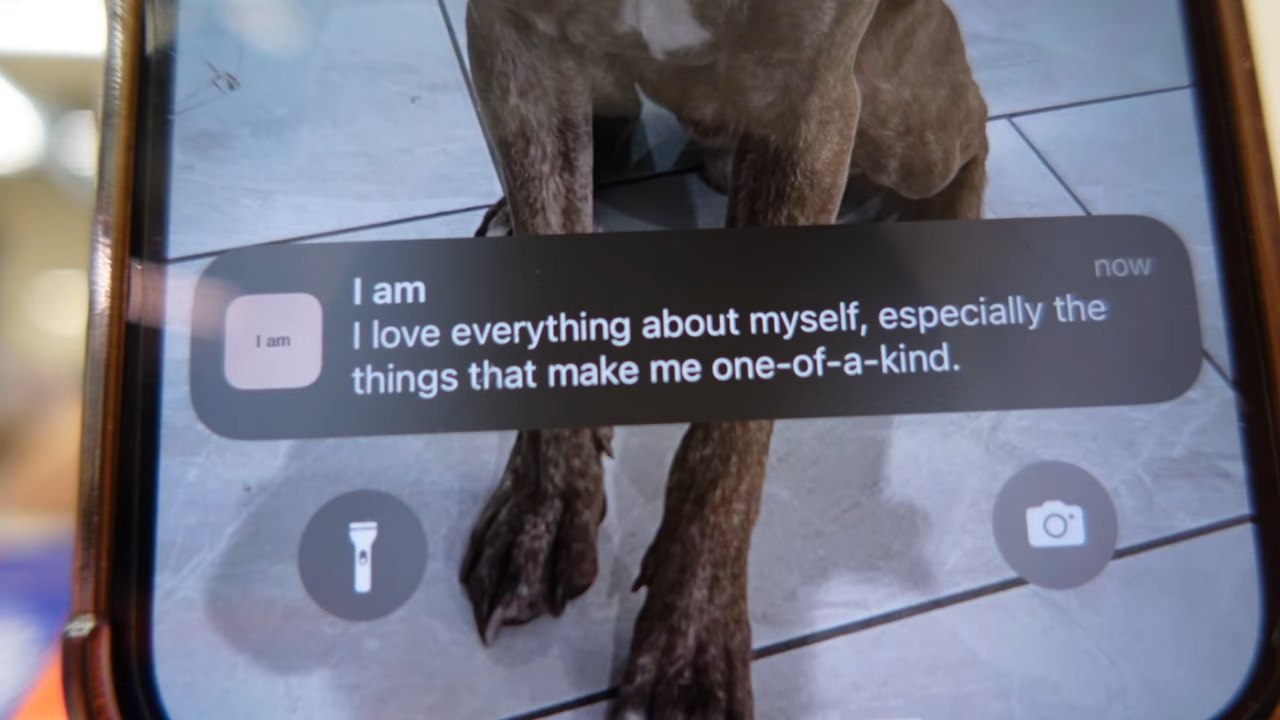 I am
now
I am
I love everything about myself, especially the
things that make me one-of-a-kind.